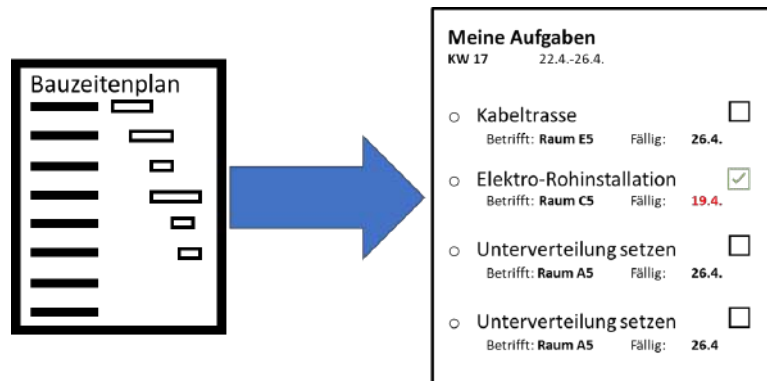 Bauzeitenplan
Meine Aufgaben
KW 17 22.4.-26.4.
Kabeltrasse
Betrifft: Raum E5 Fällig: 26.4.
Elektro-Rohinstallation
Betrifft: Raum C5 Fällig: 19.4.
Unterverteilung setzen
Betrifft: Raum A5 Fällig: 26.4.
Unterverteilung setzen
Betrifft: Raum A5 Fällig: 26.4